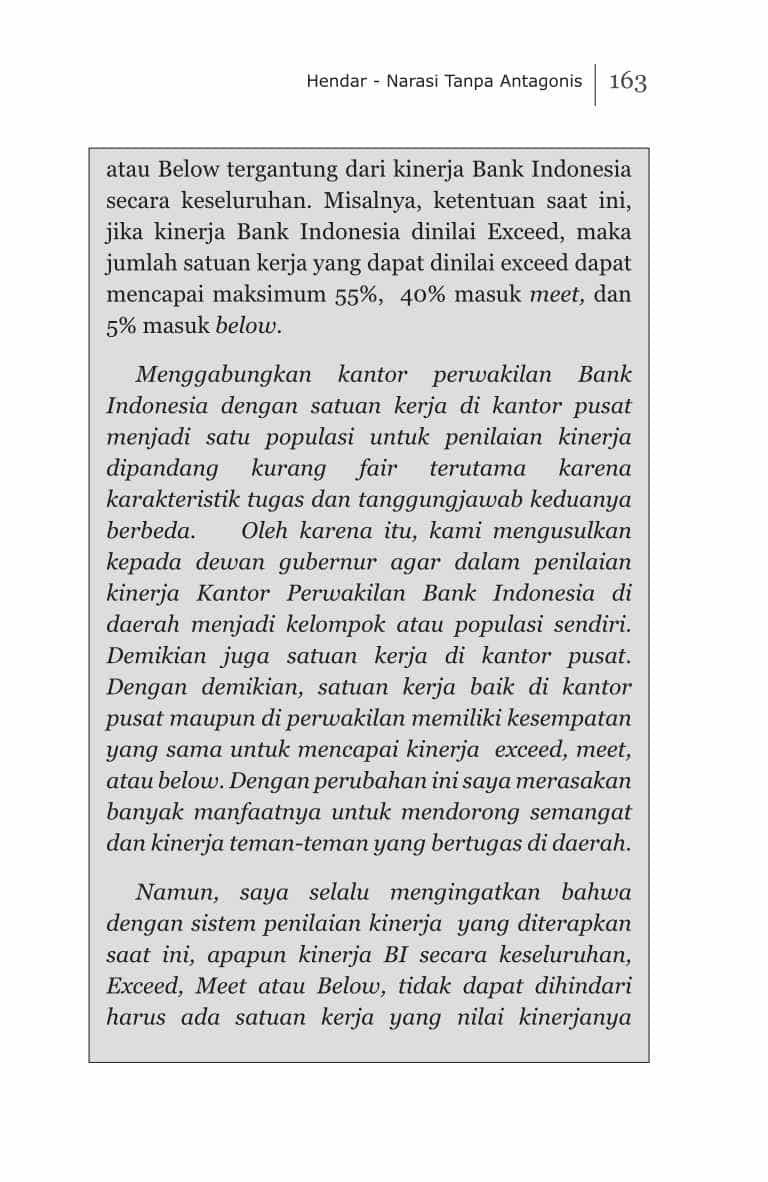 Hendar - Narasi Tanpa Antagonis 163
atau Below tergantung dari kinerja Bank Indonesia
secara keseluruhan. Misalnya, ketentuan saat ini,
jika kinerja Bank Indonesia dinilai Exceed, maka
jumlah satuan kerja yang dapat dinilai exceed dapat
mencapai maksimum 55%, 40% masuk meet, dan
5% masuk below.
Menggabungkan kantor perwakilan Bank
Indonesia dengan satuan kerja di kantor pusat
menjadi satu populasi untuk penilaian kinerja
dipandang kurang fair terutama karena
karakteristik tugas dan tanggungjawab keduanya
berbeda. Oleh karena itu, kami mengusulkan
kepada dewan gubernur agar dalam penilaian
kinerja Kantor Perwakilan Bank Indonesia di
daerah menjadi kelompok atau populasi sendiri.
Demikian juga satuan kerja di kantor pusat.
Dengan demikian, satuan kerja baik di kantor
pusat maupun di perwakilan memiliki kesempatan
yang sama untuk mencapai kinerja exceed, meet,
atau below. Dengan perubahan ini saya merasakan
banyak manfaatnya untuk mendorong semangat
dan kinerja teman-teman yang bertugas di daerah.
Namun, saya selalu mengingatkan bahwa
dengan sistem penilaian kinerja yang diterapkan
saat ini, apapun kinerja BI secara keseluruhan,
Exceed, Meet atau Below, tidak dapat dihindari
harus ada satuan kerja yang nilai kinerjanya